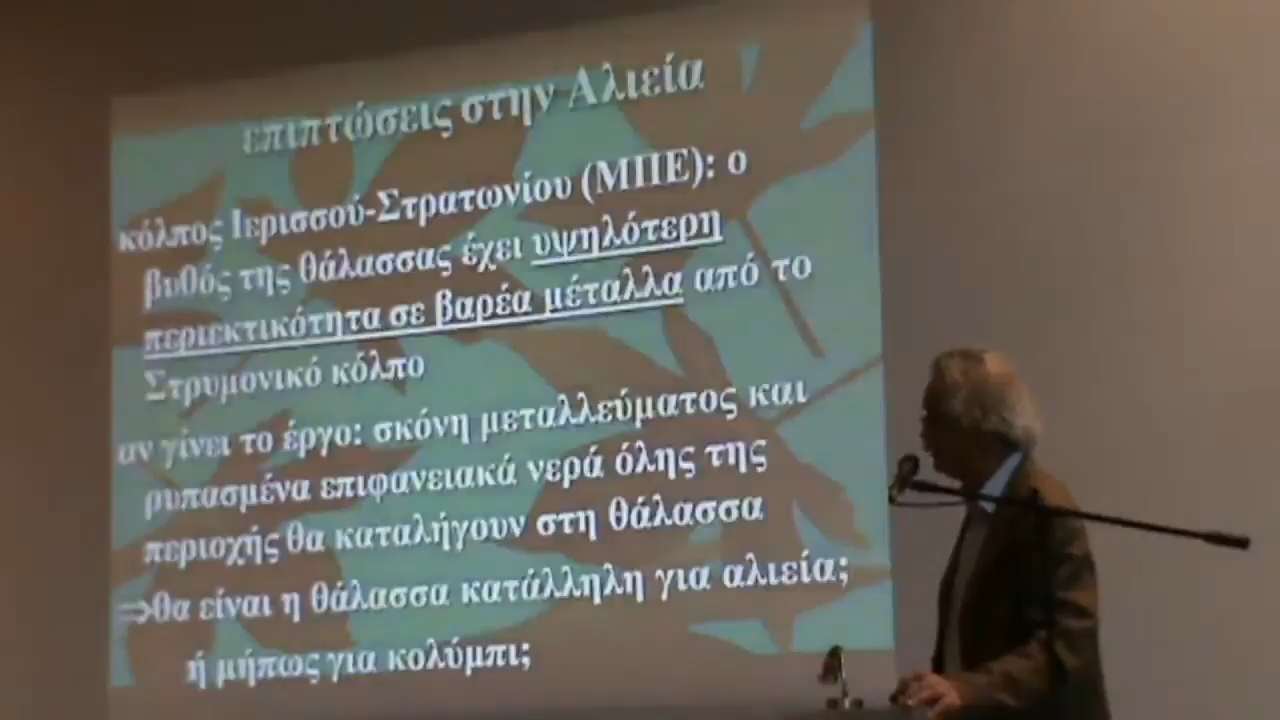 επιπτώσεις στην Αλιεία
κόλπος Ιερισσού-Στρατωνίου (ΜΠΕ): ο
βυθός της θάλασσας έχει υψηλότερη
περιεκτικότητα σε βαρέα μέταλλα από το
Στρυμονικό κόλπο
αν γίνει το έργο: σκόνη μεταλλεύματος και
ρυπασμένα επιφανειακά νερά όλης της
περιοχής θα καταλήγουν στη θάλασσα
⇒θα είναι η θάλασσα κατάλληλη για αλιεία;
ή μήπως για κολύμπι;